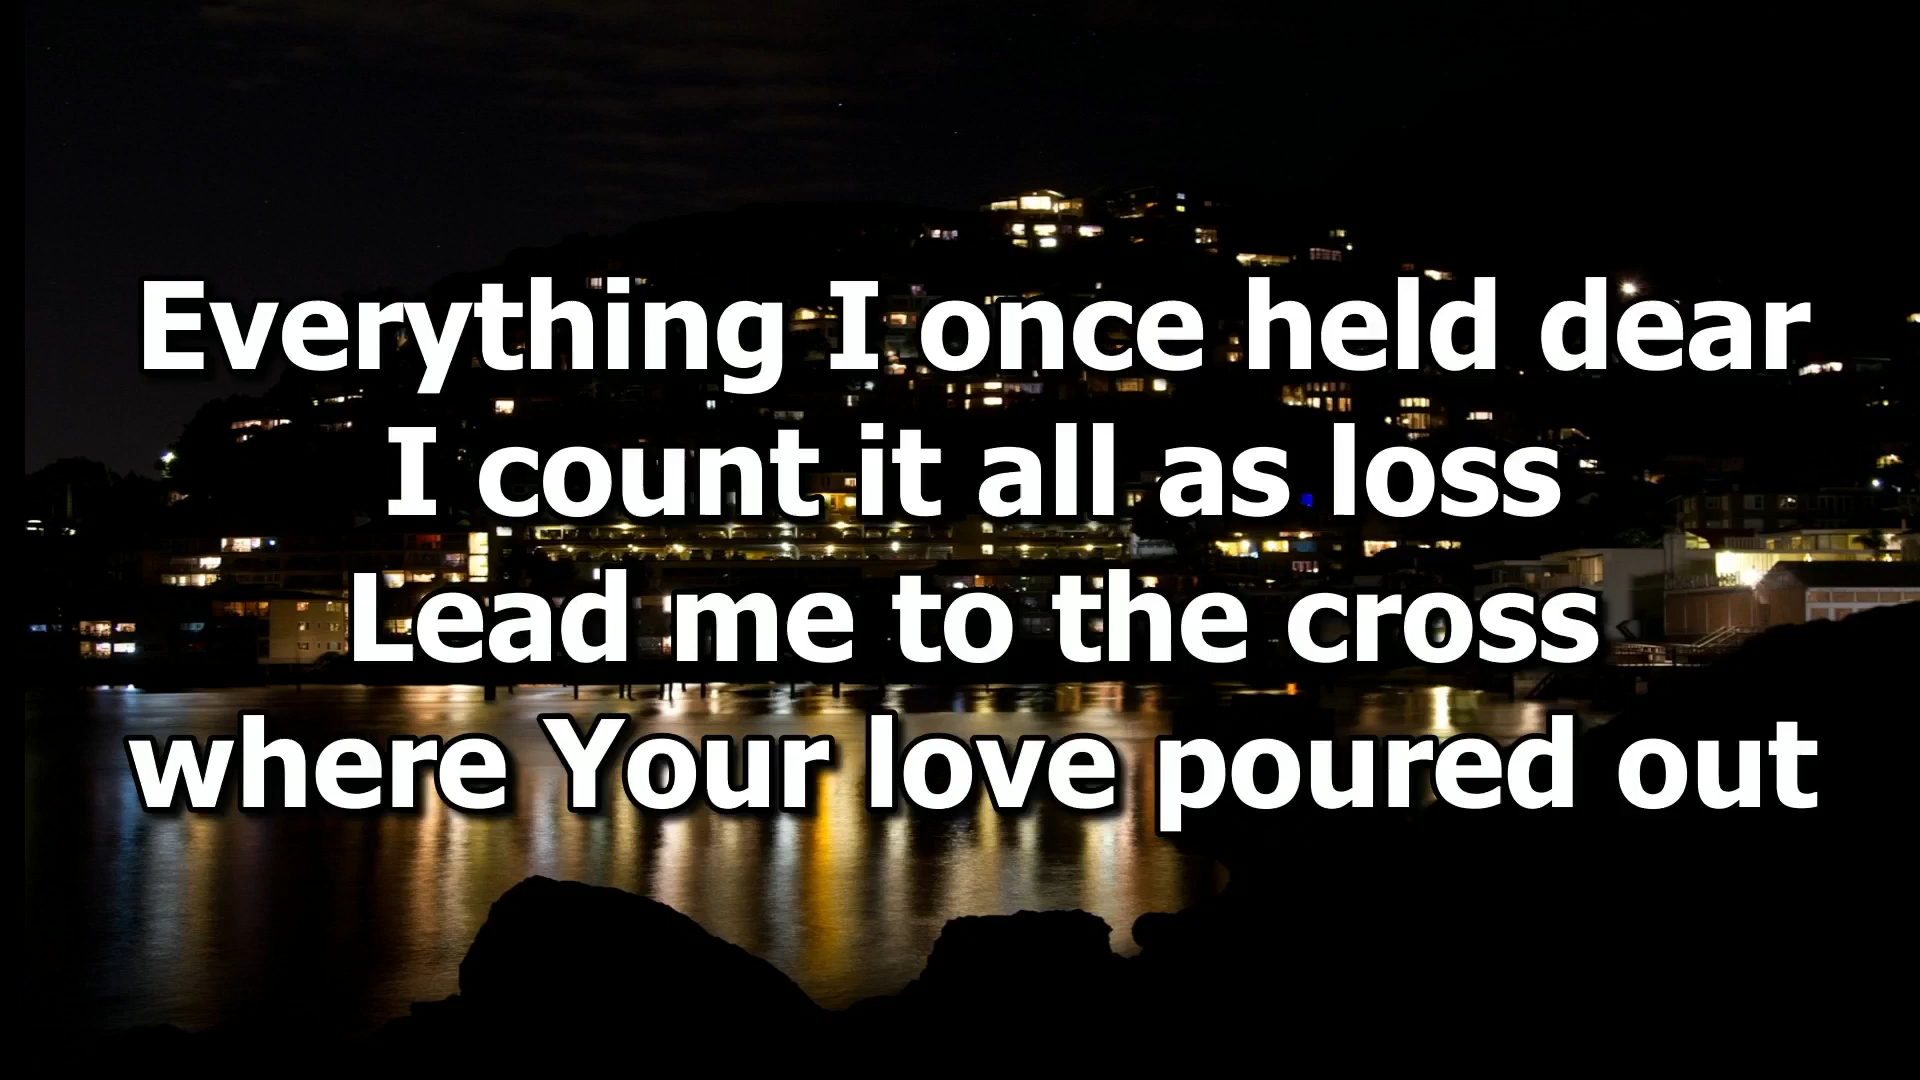 Everything I once held dear
I count it all as loss
Lead me to the cross
where Your love poured out